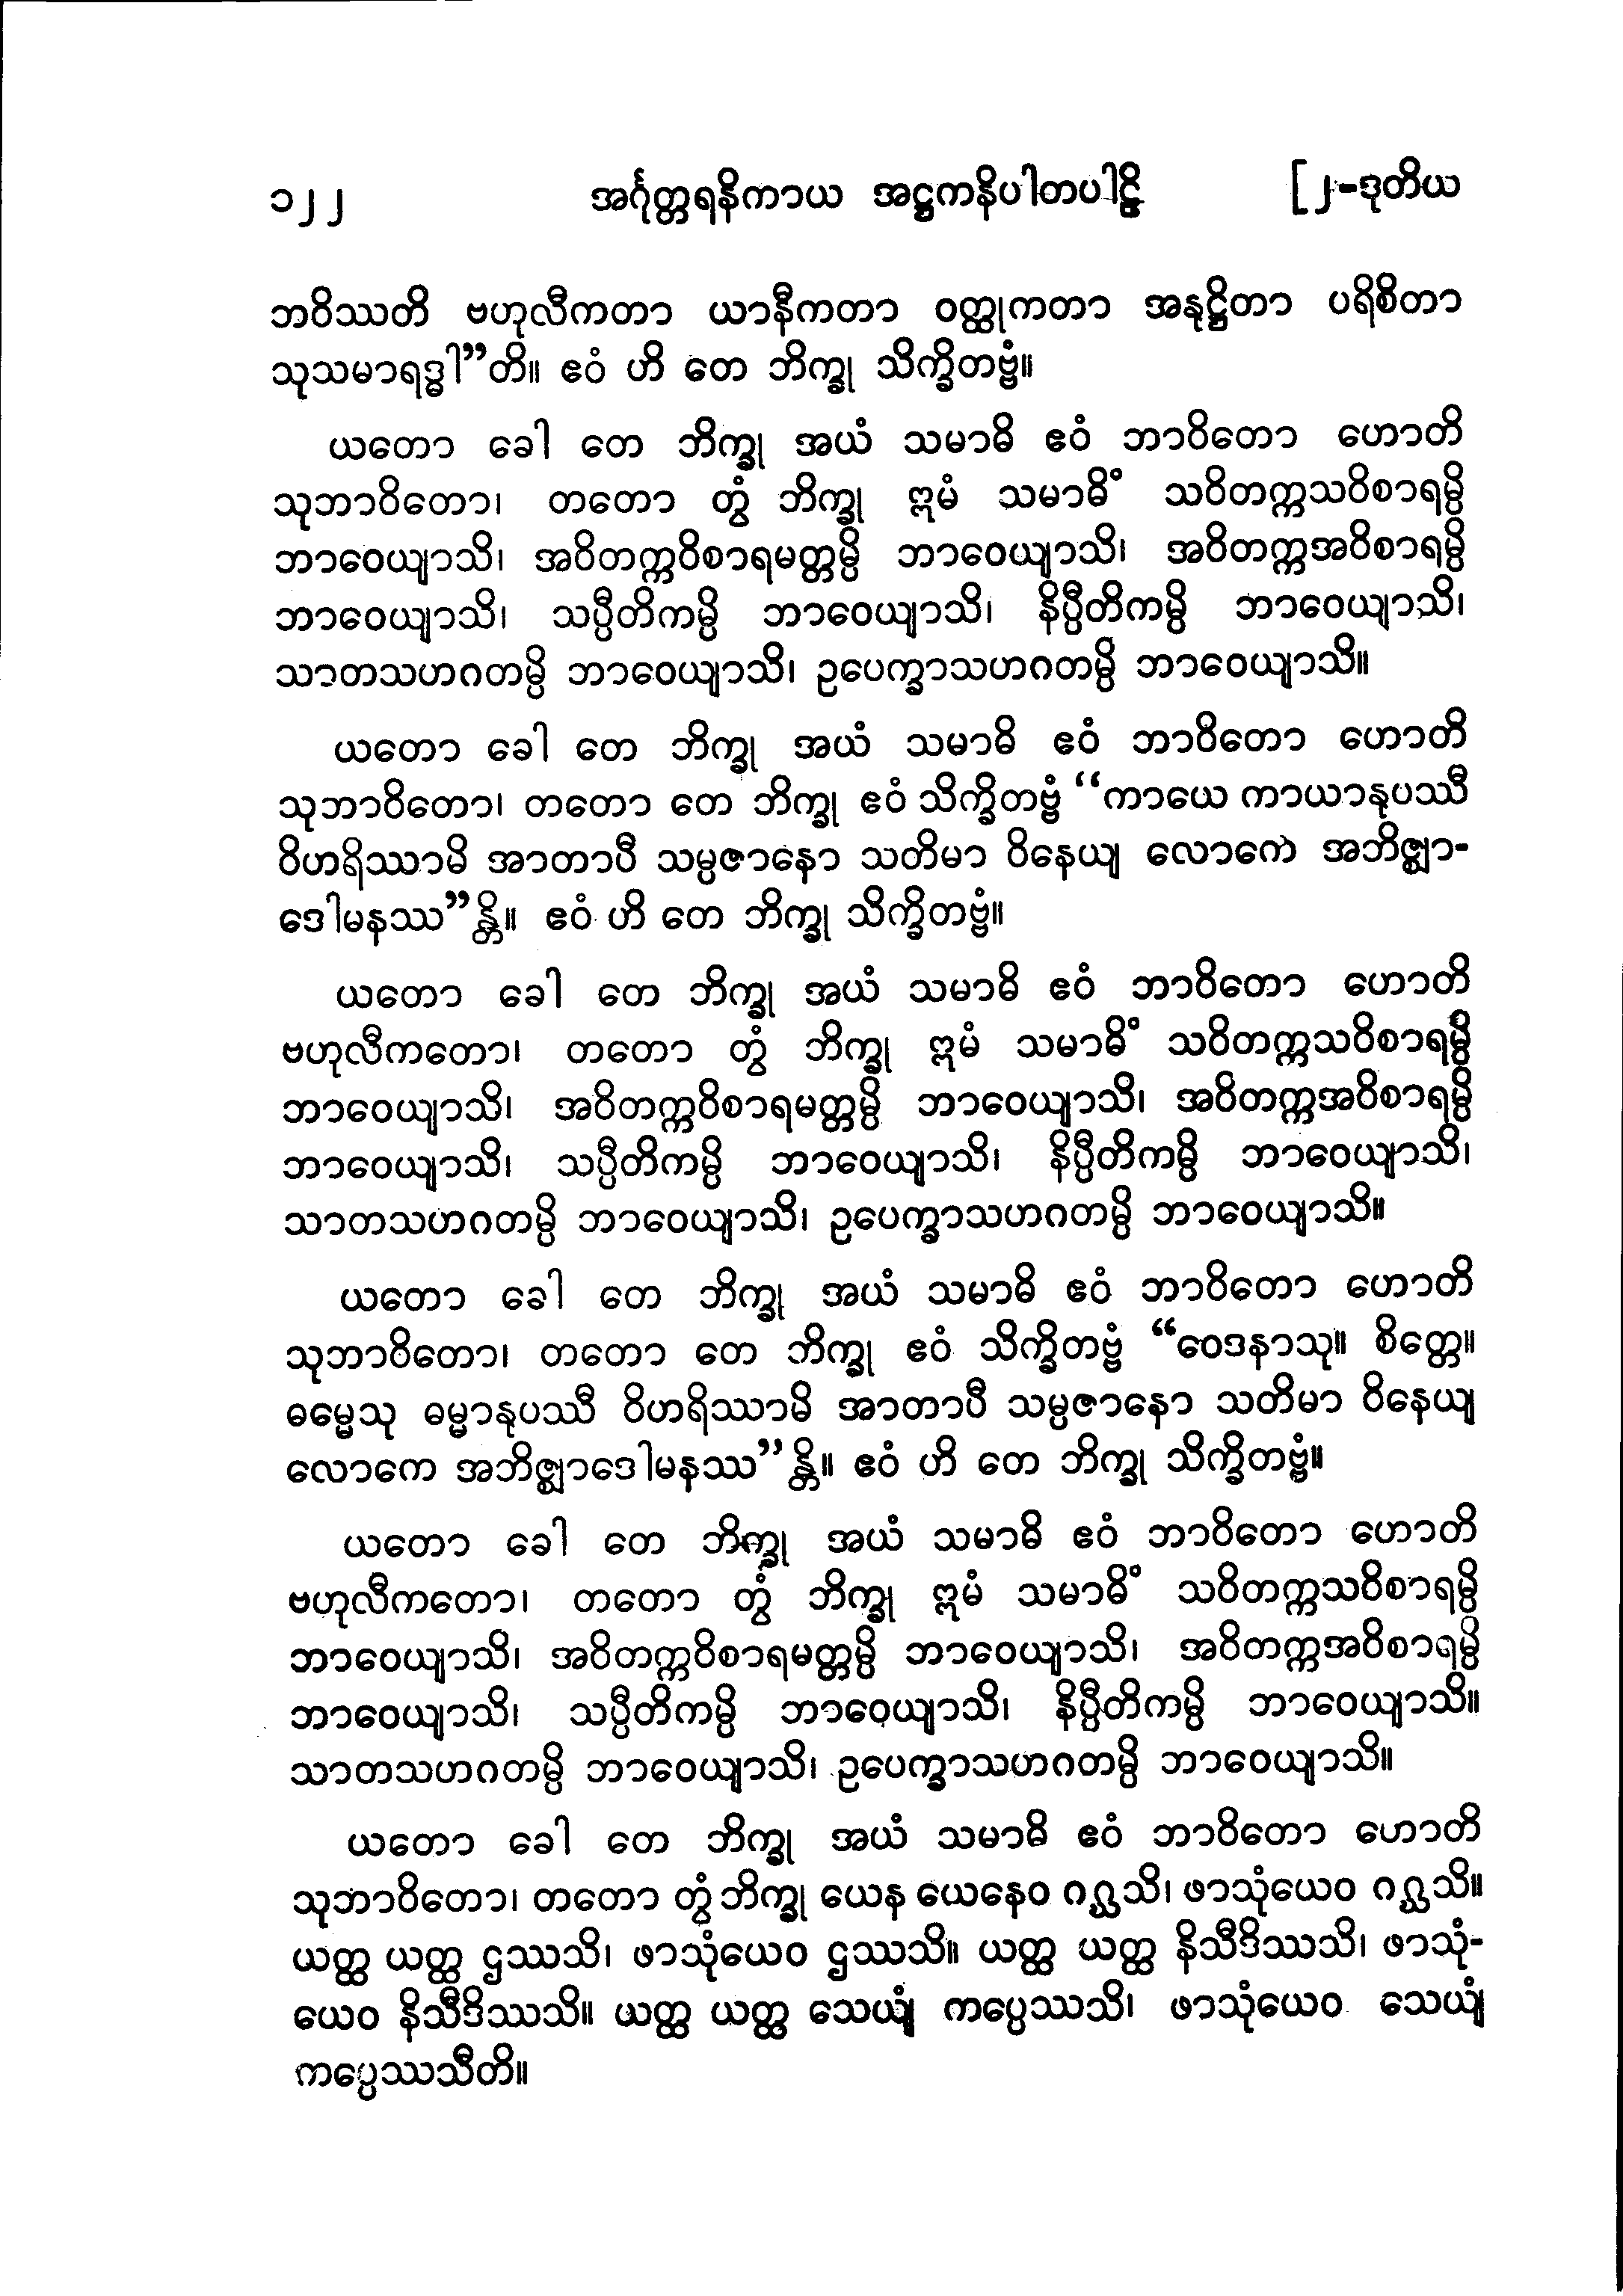 ၁၂၂ အင်္ဂုတ္တရနိကာယ အဋ္ဌကနိပါတပါဠိ [၂-ဒုတိယ
ဘဝိဿတိ ဗဟုလီကတာ ယာနီကတာ ဝတ္ထုကတာ အနုဋ္ဌိတာ ပရိစိတာ
သုသမာရဒ္ဓါ”တိ။ ဧဝံ ဟိ တေ ဘိက္ခု သိက္ခိတဗ္ဗံ။
ယတော ခေါ တေ ဘိက္ခု အယံ သမာဓိ ဧဝံ ဘာဝိတော ဟောတိ
သုဘာဝိတော၊ တတော တွံ ဘိက္ခု ဣမံ သမာဓိံ သဝိတက္ကသဝိစာရမ္ပိ
ဘာဝေယျာသိ၊ အဝိတက္ကဝိစာရမတ္တမ္ပိ ဘာဝေယျာသိ၊ အဝိတက္ကအဝိစာရမ္ပိ
ဘာဝေယျာသိ၊ သပ္ပီတိကမ္ပိ ဘာဝေယျာသိ၊ နိပ္ပီတိကမ္ပိ ဘာဝေယျာသိ၊
သာတသဟဂတမ္ပိ ဘာဝေယျာသိ၊ ဥပေက္ခာသဟဂတမ္ပိ ဘာဝေယျာသိ။
ယတော ခေါ တေ ဘိက္ခု အယံ သမာဓိ ဧဝံ ဘာဝိတော ဟောတိ
သုဘာဝိတော၊ တတော တေ ဘိက္ခု ဧဝံ သိက္ခိတဗ္ဗံ “ကာယေ ကာယာနုပဿီ
ဝိဟရိဿာမိ အာတာပီ သမ္ပဇာနော သတိမာ ဝိနေယျ လောကေ အဘိဇ္ဈာ-
ဒေါမနဿ”န္တိ။ ဧဝံ ဟိ တေ ဘိက္ခု သိက္ခိတဗ္ဗံ။
ယတော ခေါ တေ ဘိက္ခု အယံ သမာဓိ ဧဝံ ဘာဝိတော ဟောတိ
ဗဟုလီကတော၊ တတော တွံ ဘိက္ခု ဣမံ သမာဓိံ သဝိတက္ကသဝိစာရမ္ပိ
ဘာဝေယျာသိ၊ အဝိတက္ကဝိစာရမတ္တမ္ပိ ဘာဝေယျာသိ၊ အဝိတက္ကအဝိစာရမ္ပိ
ဘာဝေယျာသိ၊ သပ္ပီတိကမ္ပိ ဘာဝေယျာသိ၊ နိပ္ပီတိကမ္ပိ ဘာဝေယျာသိ၊
သာတသဟဂတမ္ပိ ဘာဝေယျာသိ၊ ဥပေက္ခာသဟဂတမ္ပိ ဘာဝေယျာသိ။
ယတော ခေါ တေ ဘိက္ခု အယံ သမာဓိ ဧဝံ ဘာဝိတော ဟောတိ
သုဘာဝိတော၊ တတော တေ ဘိက္ခု ဧဝံ သိက္ခိတဗ္ဗံ “ဝေဒနာသု။ စိတ္တေ။
ဓမ္မေသု ဓမ္မာနုပဿီ ဝိဟရိဿာမိ အာတာပီ သမ္ပဇာနော သတိမာ ဝိနေယျ
လောကေ အဘိဇ္ဈာဒေါမနဿ”န္တိ။ ဧဝံ ဟိ တေ ဘိက္ခု သိက္ခိတဗ္ဗံ။
ယတော ခေါ တေ ဘိက္ခု အယံ သမာဓိ ဧဝံ ဘာဝိတော ဟောတိ
ဗဟုလီကတော၊ တတော တွံ ဘိက္ခု ဣမံ သမာဓိံ သဝိတက္ကသဝိစာရမ္ပိ
ဘာဝေယျာသိ၊ အဝိတက္ကဝိစာရမတ္တမ္ပိ ဘာဝေယျာသိ၊ အဝိတက္ကအဝိစာရမ္ပိ
ဘာဝေယျာသိ၊ သပ္ပီတိကမ္ပိ ဘာဝေယျာသိ၊ နိပ္ပီတိကမ္ပိ ဘာဝေယျာသိ။
သာတသဟဂတမ္ပိ ဘာဝေယျာသိ၊ ဥပေက္ခာသဟဂတမ္ပိ ဘာဝေယျာသိ။
ယတော ခေါ တေ ဘိက္ခု အယံ သမာဓိ ဧဝံ ဘာဝိတော ဟောတိ
သုဘာဝိတော၊ တတော တွံ ဘိက္ခု ယေန ယေနေဝ ဂဂ္ဃသိ၊ ဖာသုံယေဝ ဂဂ္ဃသိ။
ယတ္ထ ယတ္ထ ဌဿသိ၊ ဖာသုံယေဝ ဌဿသိ။ ယတ္ထ ယတ္ထ နိသီဒိဿသိ၊ ဖာသုံ-
ယေဝ နိသီဒိဿသိ။ ယတ္ထ ယတ္ထ သေယျံ ကပ္ပေဿသိ၊ ဖာသုံယေဝ သေယျံ
ကပ္ပေဿသီတိ။